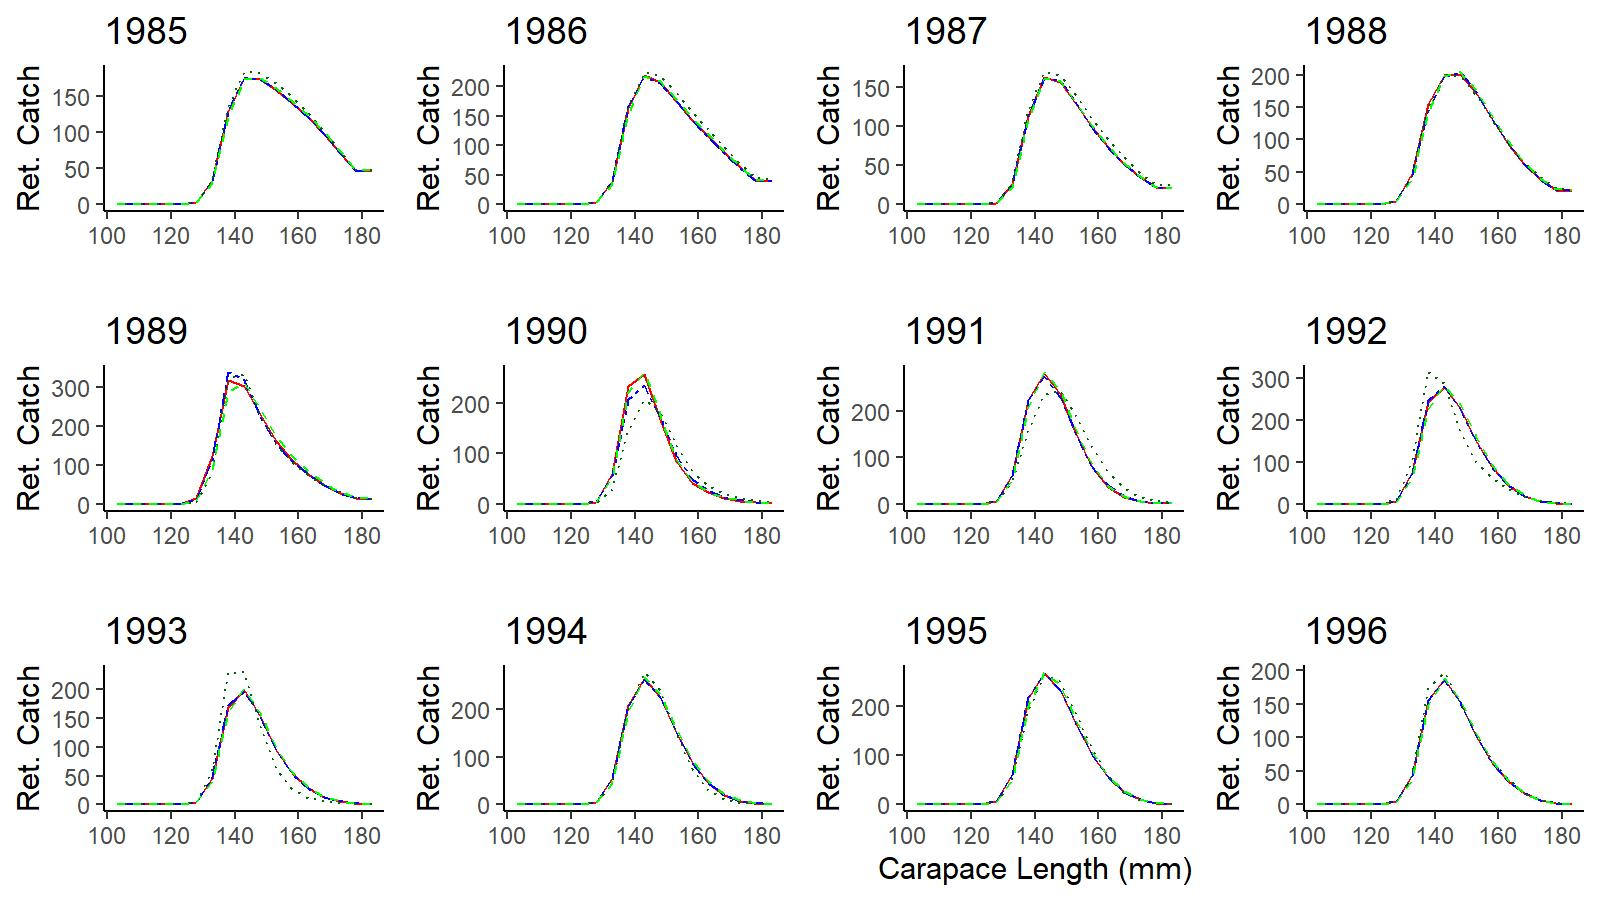 1985 1986 1987 1988
Ret. Catch 150 100 50 0
Ret. Catch 200 150 100 50 0
Ret. Catch 150 100 50 0
Ret. Catch 200 150 100 50 0
100 120 140 160 180 100 120 140 160 180 100 120 140 160 180 100 120 140 160 180
1989 1990 1991 1992
Ret. Catch 300 200 100 0
Ret. Catch 200 100 0
Ret. Catch 200 100 0
Ret. Catch 300 200 100 0
100 120 140 160 180 100 120 140 160 180 100 120 140 160 180 100 120 140 160 180
1993 1994 1995 1996
Ret. Catch 200 150 100 50 0
Ret. Catch 200 100 0
Ret. Catch 200 100 0
Ret. Catch 200 150 100 50 0
100 120 140 160 180 100 120 140 160 180 100 120 140 160 180 100 120 140 160 180
Carapace Length (mm)